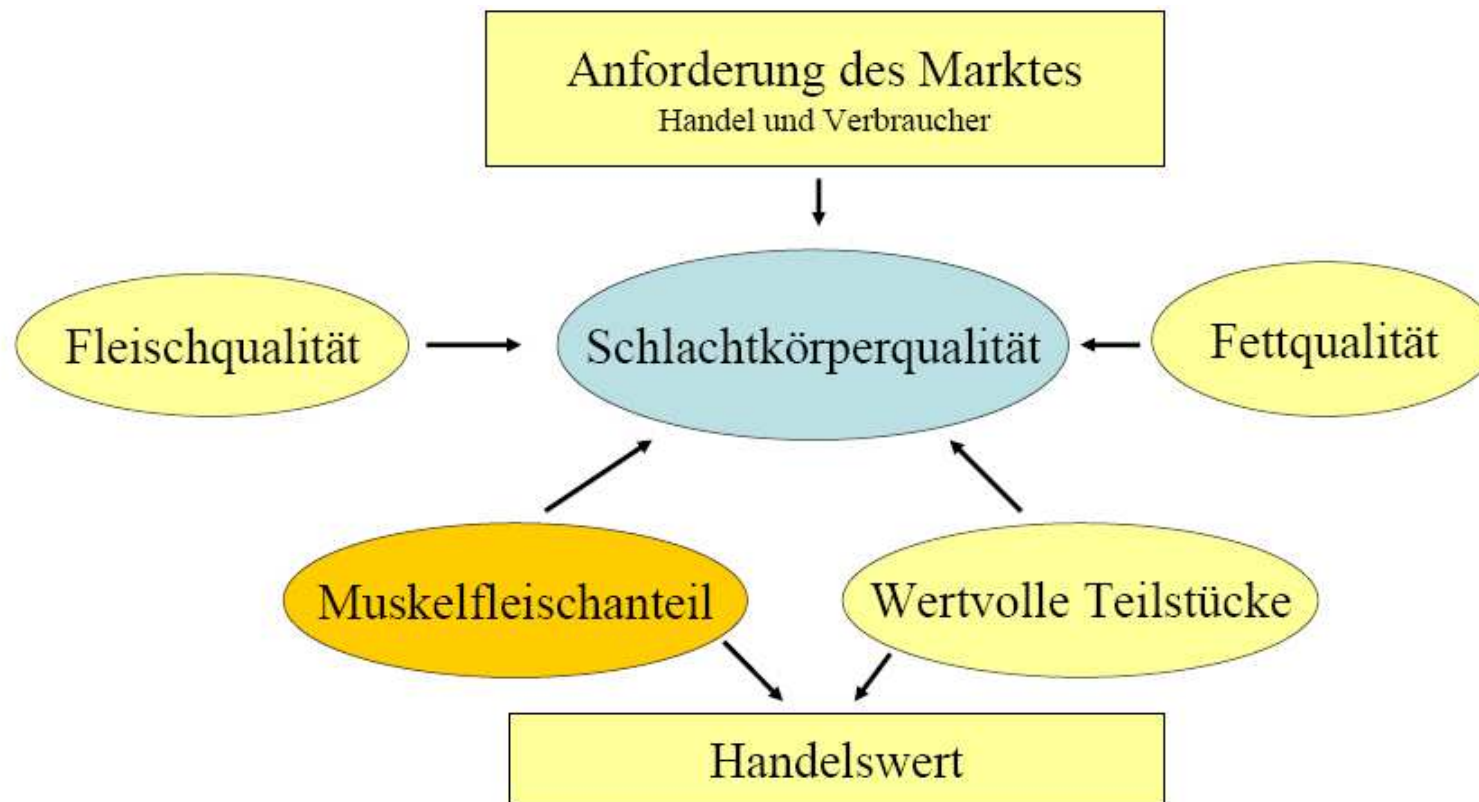 Anforderung des Marktes
Handel und Verbraucher
Fleischqualität
Schlachtkörperqualität
Fettqualität
Muskelfleischanteil
Wertvolle Teilstücke
Handelswert